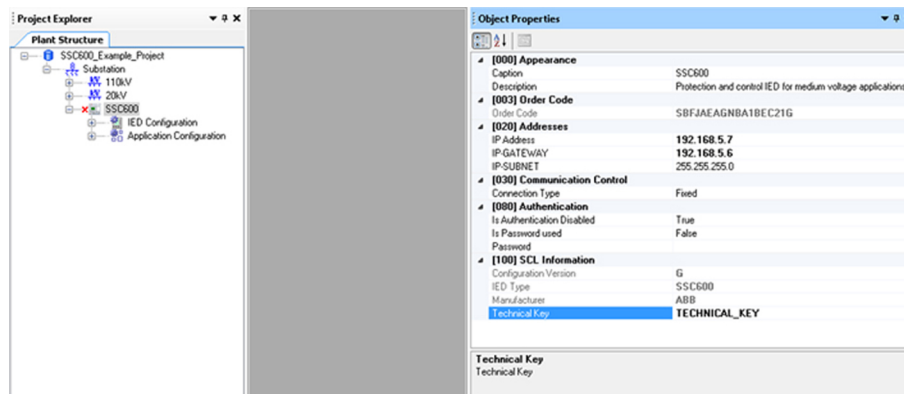 Project Explorer
Plant Structure
SSC600_Example_Project
Substation
110kV
20kV
SSC600
IED Configuration
Application Configuration
Object Properties
[000] Appearance
Caption SSC600
Description Protection and control IED for medium voltage applications
[003] Order Code
Order Code SBFJAEAGNBA1BEC21G
[020] Addresses
IP Address 192.168.5.7
IP-GATEWAY 192.168.5.6
IP-SUBNET 255.255.255.0
[030] Communication Control
Connection Type Fixed
[080] Authentication
Is Authentication Disabled True
Is Password used False
Password
[100] SCL Information
Configuration Version G
IED Type SSC600
Manufacturer ABB
Technical Key TECHNICAL_KEY
Technical Key
Technical Key